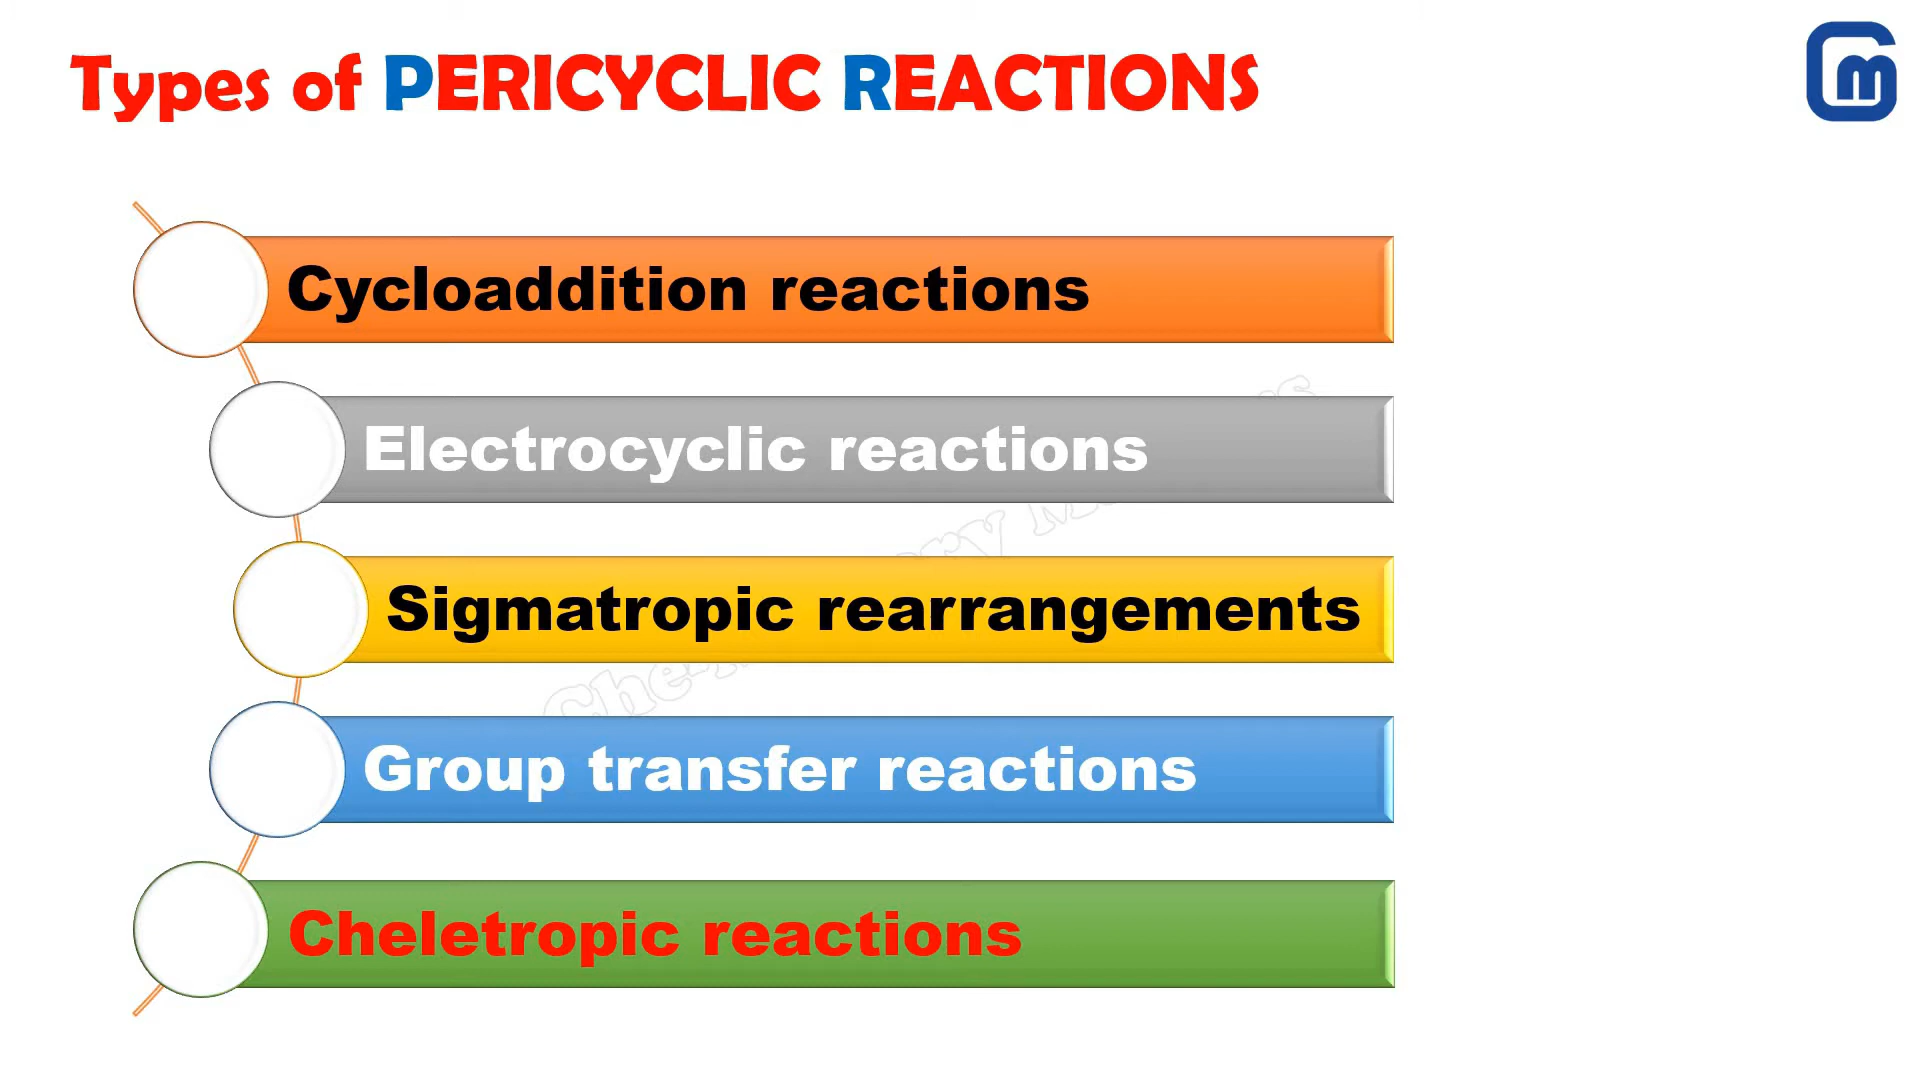 Types of PERICYCLIC REACTIONS
Cycloaddition reactions
Electrocyclic reactions
Sigmatropic rearrangements
Group transfer reactions
Cheletropic reactions